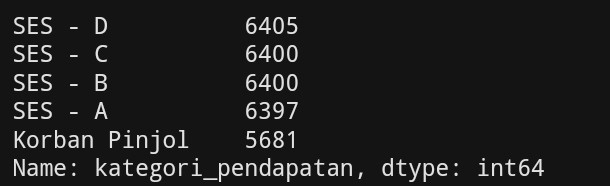 SES - D          6405
SES - C          6400
SES - B          6400
SES - A          6397
Korban Pinjol    5681
Name: kategori_pendapatan, dtype: int64